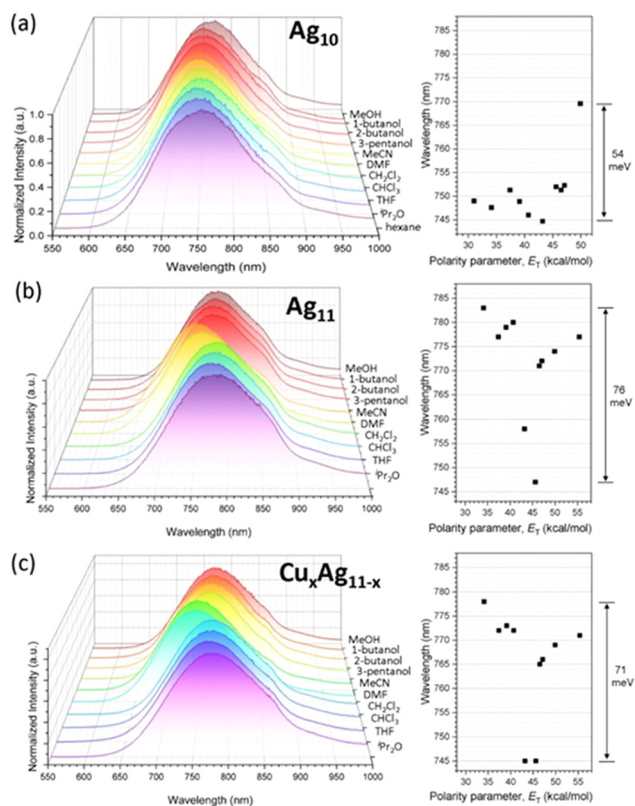 (a)
Ag10
Normalized Intensity (a.u.)
1.0
0.8
0.6
0.4
0.2
0.0
550 600 650 700 750 800 850 900 950 1000
Wavelength (nm)
MeOH
1-butanol
2-butanol
3-pentanol
MeCN
DMF
CH2Cl2
CHCl3
THF
iPr2O
hexane
Wavelength (nm)
785
780
775
770
765
760
755
750
745
30 35 40 45 50
Polarity parameter, ET (kcal/mol)
54
meV
(b)
Ag11
Normalized Intensity (a.u.)
550 600 650 700 750 800 850 900 950 1000
Wavelength (nm)
MeOH
1-butanol
2-butanol
3-pentanol
MeCN
DMF
CH2Cl2
CHCl3
THF
iPr2O
Wavelength (nm)
785
780
775
770
765
760
755
750
745
30 35 40 45 50 55
Polarity parameter, ET (kcal/mol)
76
meV
(c)
CuxAg11-x
Normalized Intensity (a.u.)
550 600 650 700 750 800 850 900 950 1000
Wavelength (nm)
MeOH
1-butanol
2-butanol
3-pentanol
MeCN
DMF
CH2Cl2
CHCl3
THF
iPr2O
Wavelength (nm)
785
780
775
770
765
760
755
750
745
30 35 40 45 50 55
Polarity parameter, ET (kcal/mol)
71
meV